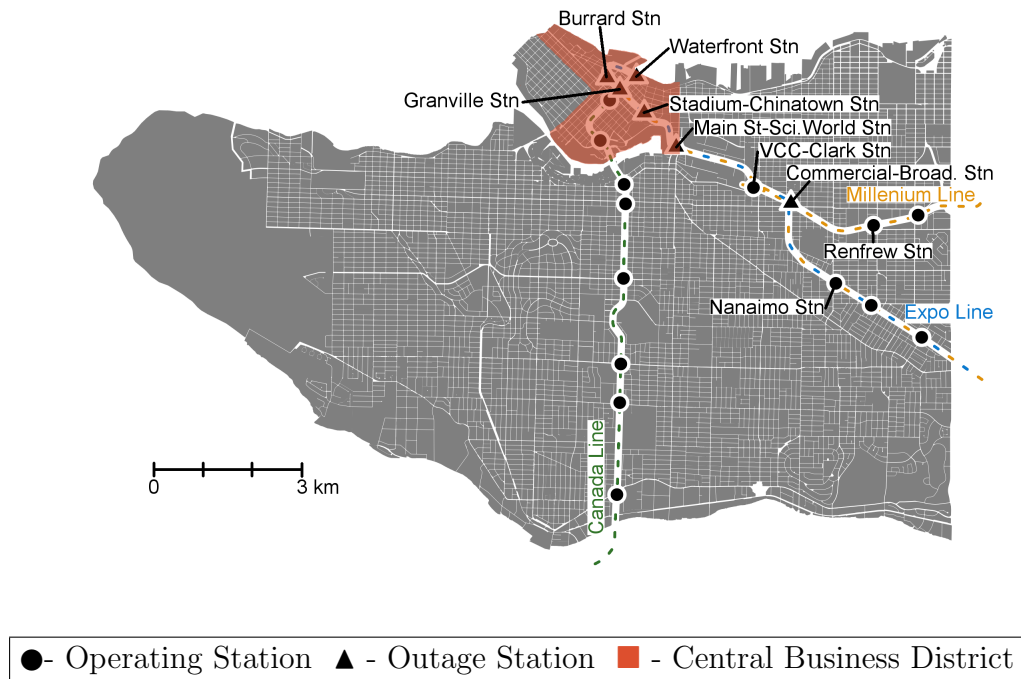 Burrard Stn
Waterfront Stn
Granville Stn
Stadium-Chinatown Stn
Main St-Sci.World Stn
VCC-Clark Stn
Commercial-Broad. Stn
Millenium Line
Renfrew Stn
Nanaimo Stn
Expo Line
Canada Line
0 3 km
- Operating Station - Outage Station - Central Business District